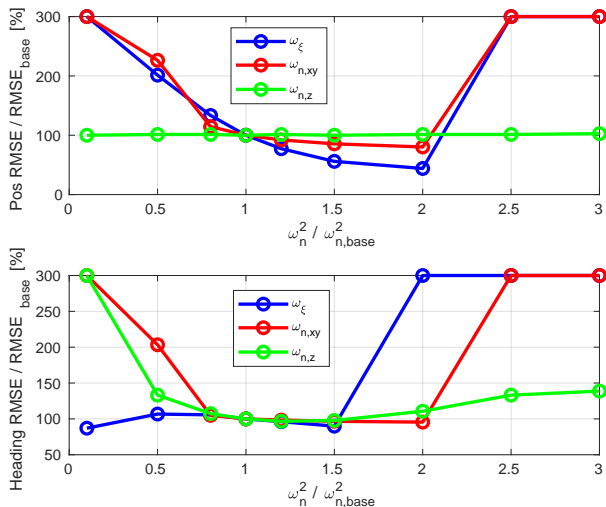 300
200
100
0
Pos RMSE / RMSE_base [%]
ω_ξ
ω_n,xy
ω_n,z
0 0.5 1 1.5 2 2.5 3
ω_n^2 / ω_n,base^2
300
250
200
150
100
50
Heading RMSE / RMSE _base [%]
ω_ξ
ω_n,xy
ω_n,z
0 0.5 1 1.5 2 2.5 3
ω_n^2 / ω_n,base^2